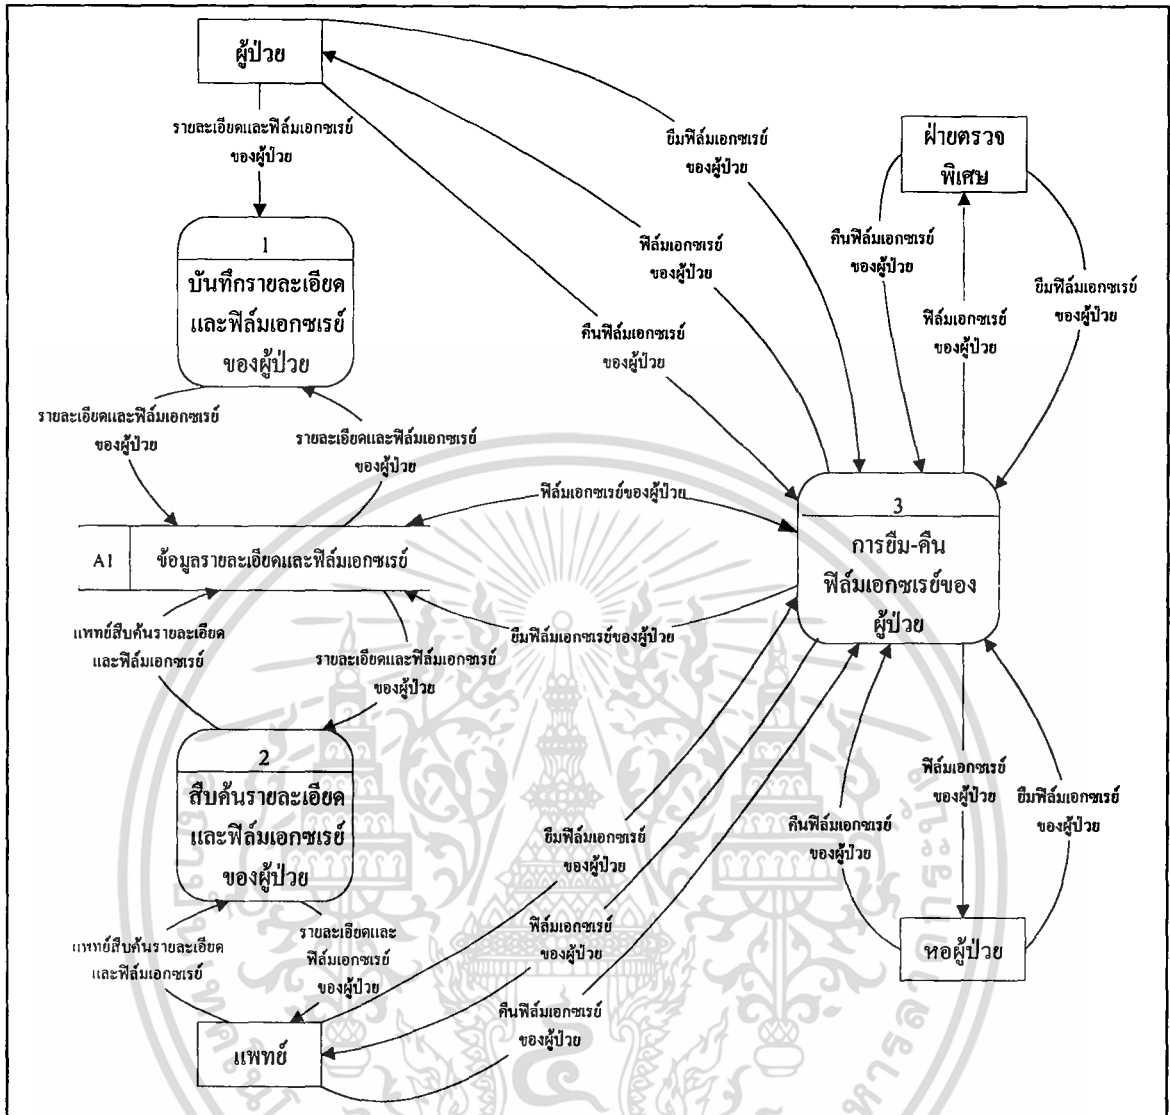 ผู้ป่วย
รายละเอียดและฟิล์มเอกซเรย์
ของผู้ป่วย
ยืมฟิล์มเอกซเรย์
ของผู้ป่วย
ฝ่ายตรวจ
พิเศษ
1
บันทึกรายละเอียด
และฟิล์มเอกซเรย์
ของผู้ป่วย
ฟิล์มเอกซเรย์
ของผู้ป่วย
คืนฟิล์มเอกซเรย์
ของผู้ป่วย
คืนฟิล์มเอกซเรย์
ของผู้ป่วย
ฟิล์มเอกซเรย์
ของผู้ป่วย
ยืมฟิล์มเอกซเรย์
ของผู้ป่วย
รายละเอียดและฟิล์มเอกซเรย์
ของผู้ป่วย
รายละเอียดและฟิล์มเอกซเรย์
ของผู้ป่วย
ฟิล์มเอกซเรย์ของผู้ป่วย
3
การยืม-คืน
ฟิล์มเอกซเรย์ของ
ผู้ป่วย
A1
ข้อมูลรายละเอียดและฟิล์มเอกซเรย์
แพทย์สืบค้นรายละเอียด
และฟิล์มเอกซเรย์
ยืมฟิล์มเอกซเรย์ของผู้ป่วย
รายละเอียดและฟิล์มเอกซเรย์
ของผู้ป่วย
2
สืบค้นรายละเอียด
และฟิล์มเอกซเรย์
ของผู้ป่วย
ยืมฟิล์มเอกซเรย์
ของผู้ป่วย
ฟิล์มเอกซเรย์
ของผู้ป่วย
ยืมฟิล์มเอกซเรย์
ของผู้ป่วย
คืนฟิล์มเอกซเรย์
ของผู้ป่วย
แพทย์สืบค้นรายละเอียด
และฟิล์มเอกซเรย์
รายละเอียดและ
ฟิล์มเอกซเรย์
ของผู้ป่วย
ฟิล์มเอกซเรย์
ของผู้ป่วย
คืนฟิล์มเอกซเรย์
ของผู้ป่วย
หอผู้ป่วย
แพทย์